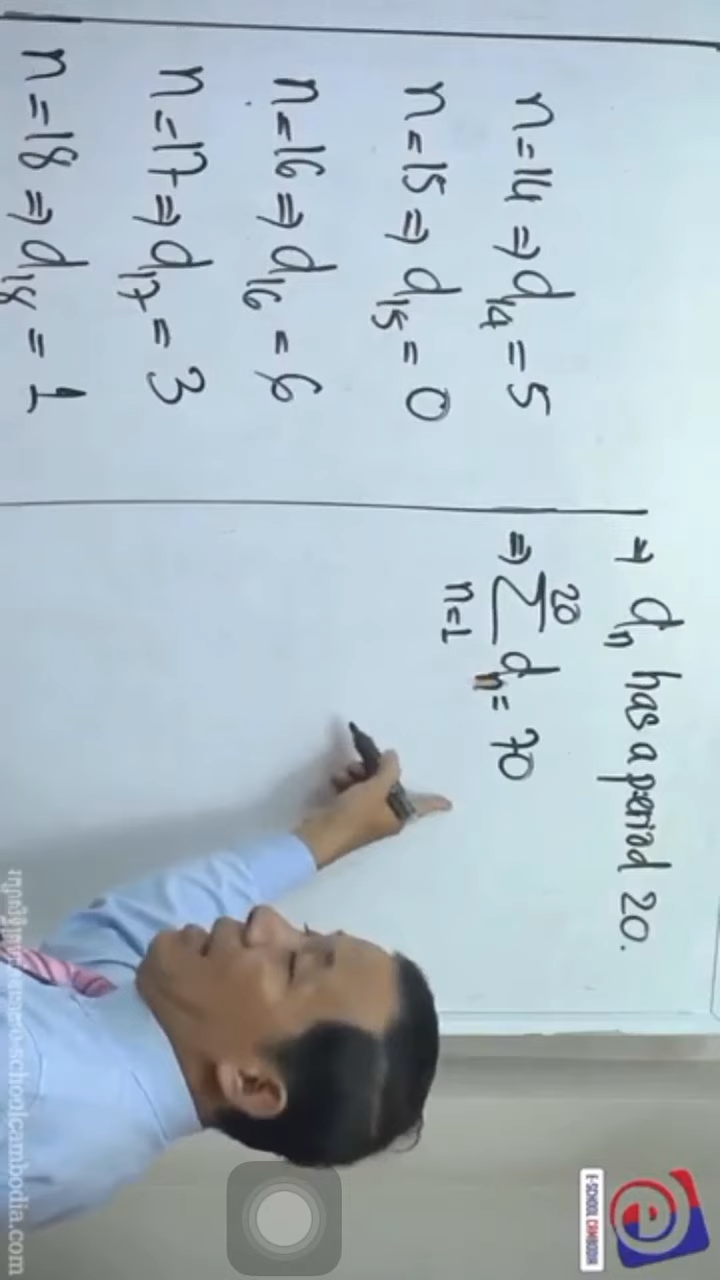 n=14 ⇒ d₁₄ = 5
n=15 ⇒ d₁₅ = 0
n=16 ⇒ d₁₆ = 6
n=17 ⇒ d₁₇ = 3
n=18 ⇒ d₁₈ = 1
⇒ dₙ has a period 20.
20
⇒ ∑ dₙ = 70
n=1
e
E-SCHOOL CAMBODIA
e-schoolcambodia.com